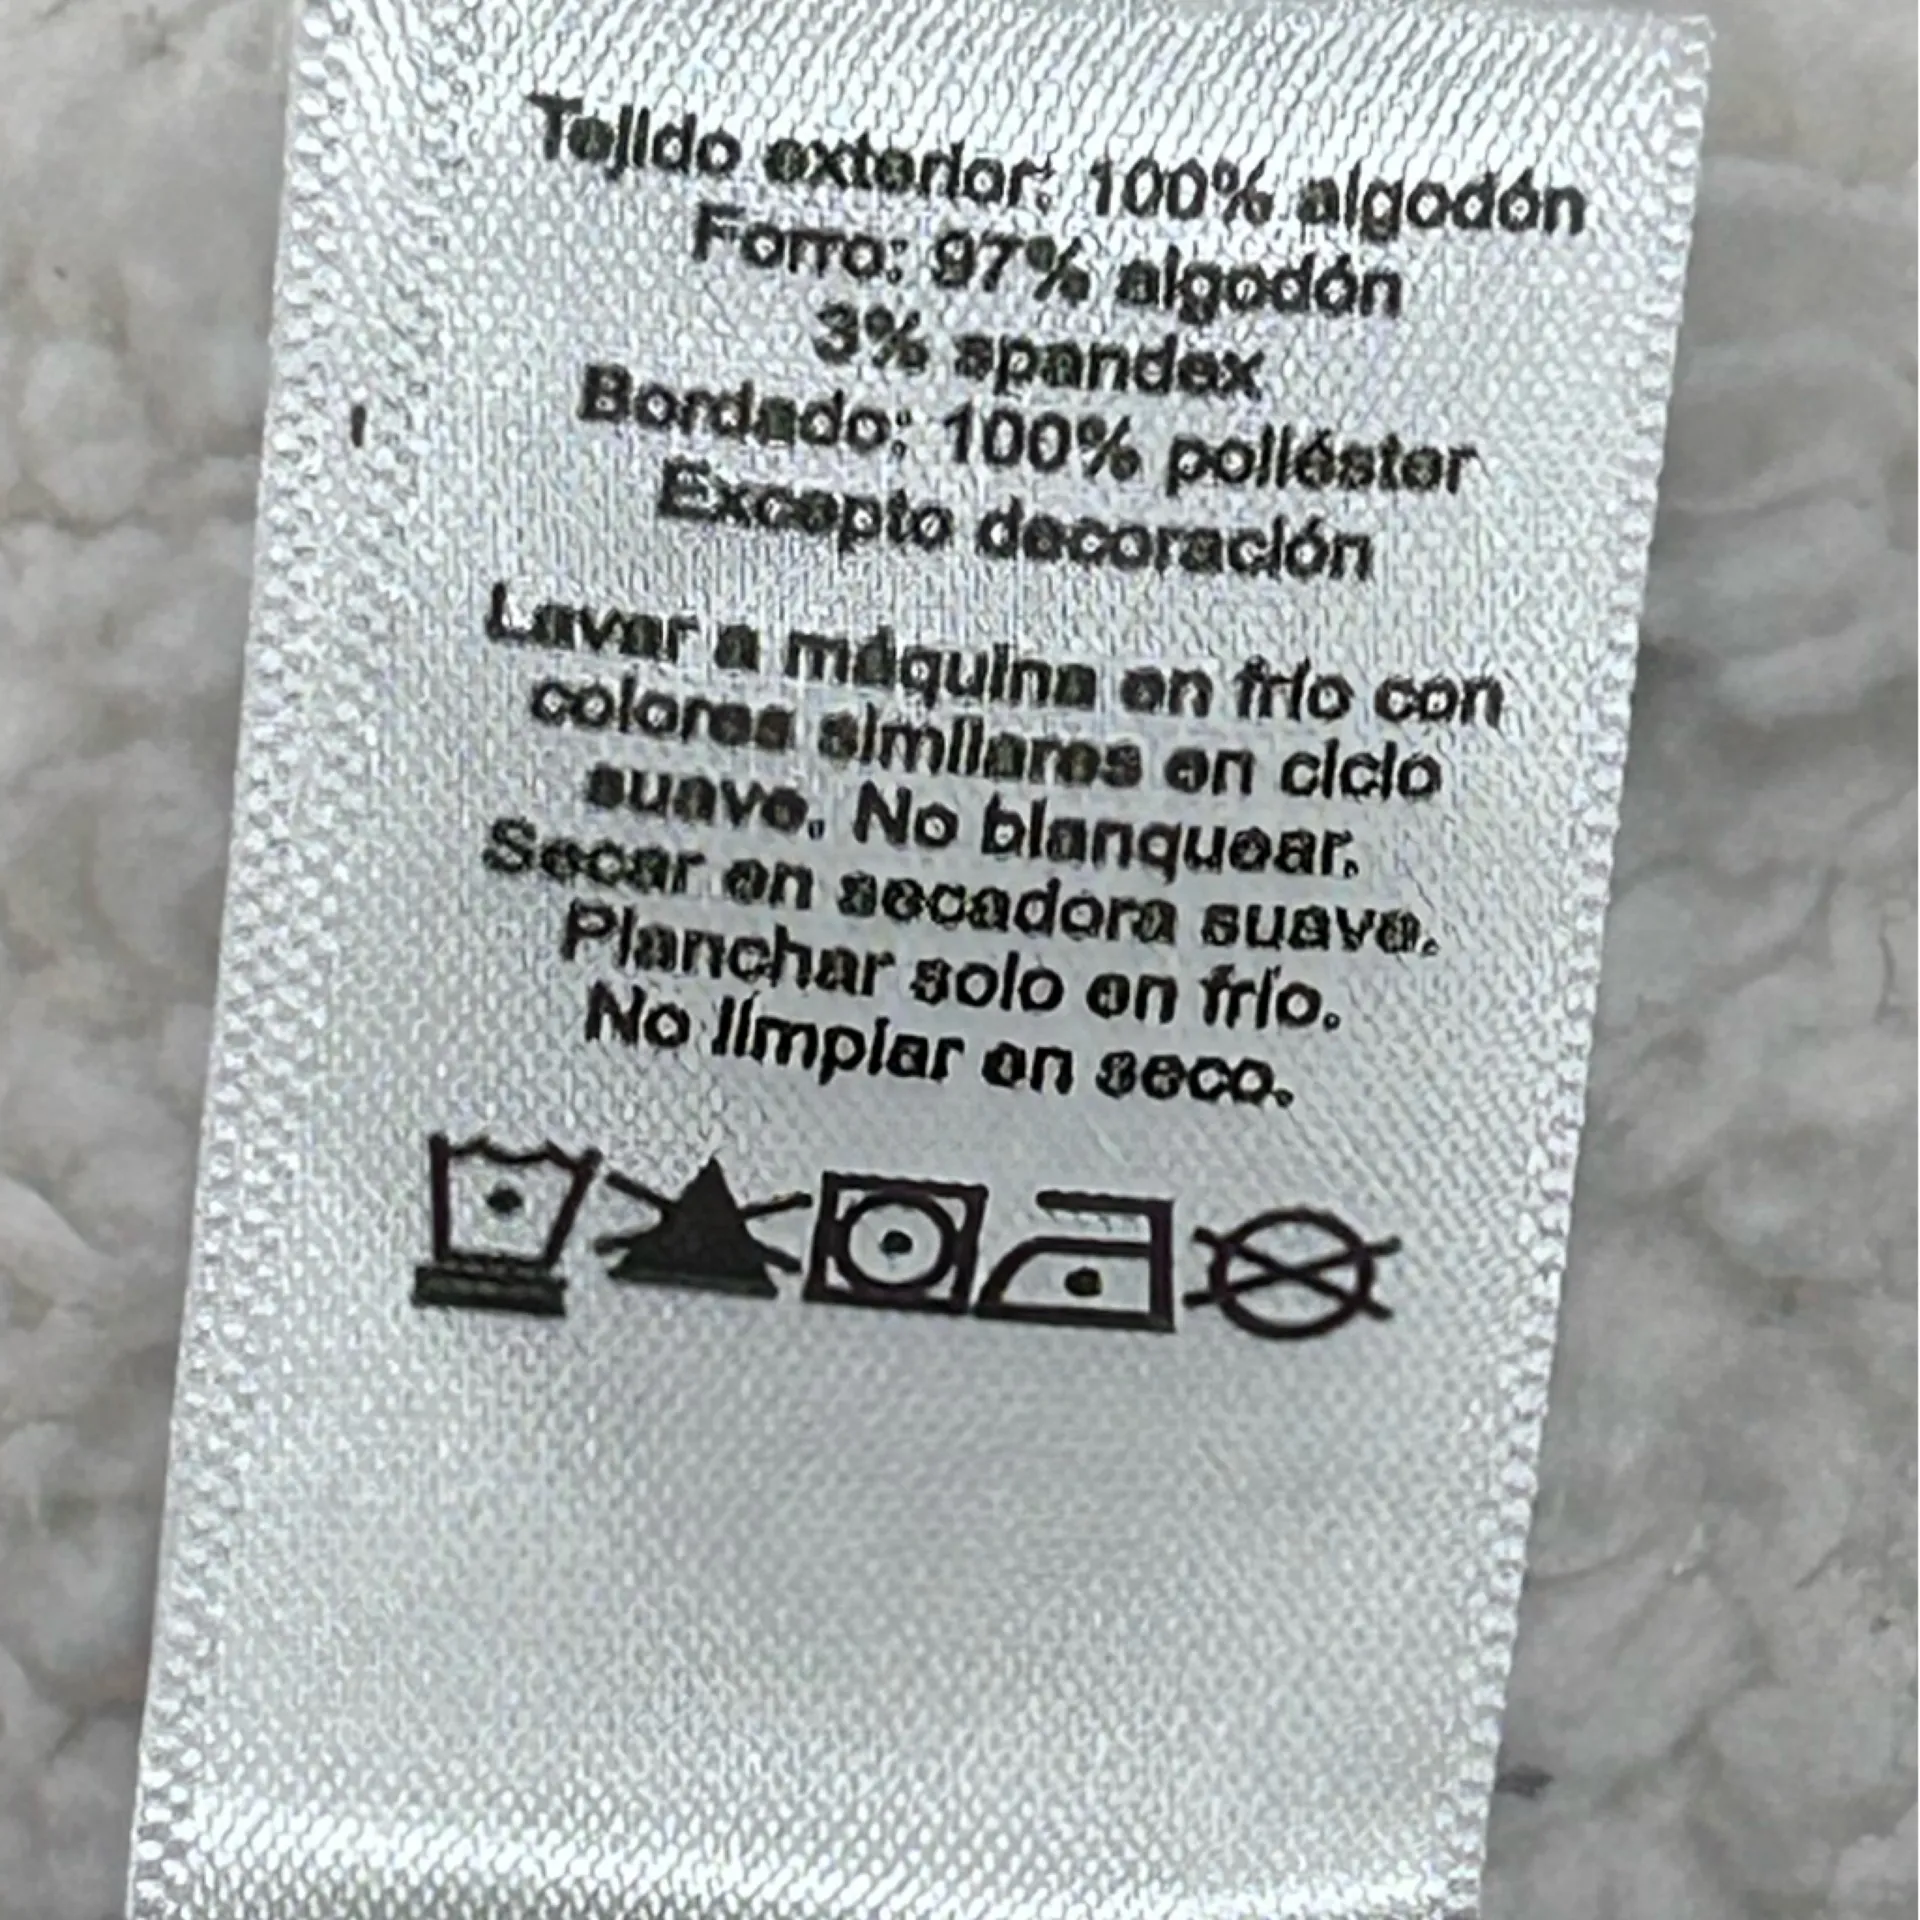 Tejido exterior: 100% algodón
Forro: 97% algodón
3% spandex
Bordado: 100% poliéster
Excepto decoración
Lavar a máquina en frío con
colores similares en ciclo
suave. No blanquear.
Secar en secadora suave.
Planchar solo en frío.
No limpiar en seco.